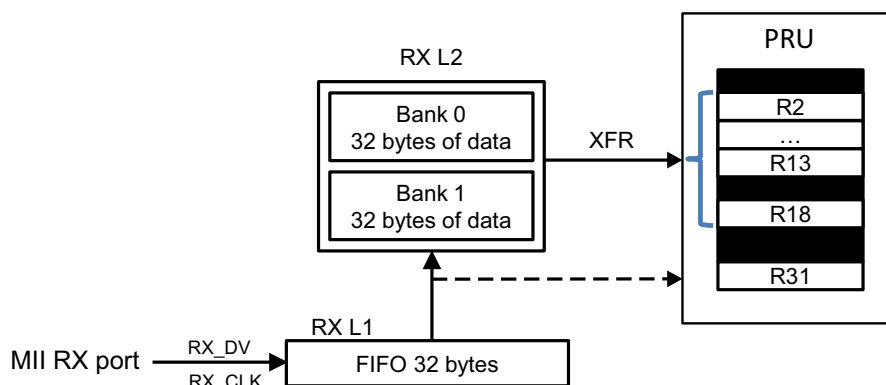 PRU
RX L2
Bank 0
32 bytes of data
Bank 1
32 bytes of data
XFR
R2
...
R13
R18
R31
RX L1
MII RX port
RX_DV
RX_CLK
FIFO 32 bytes